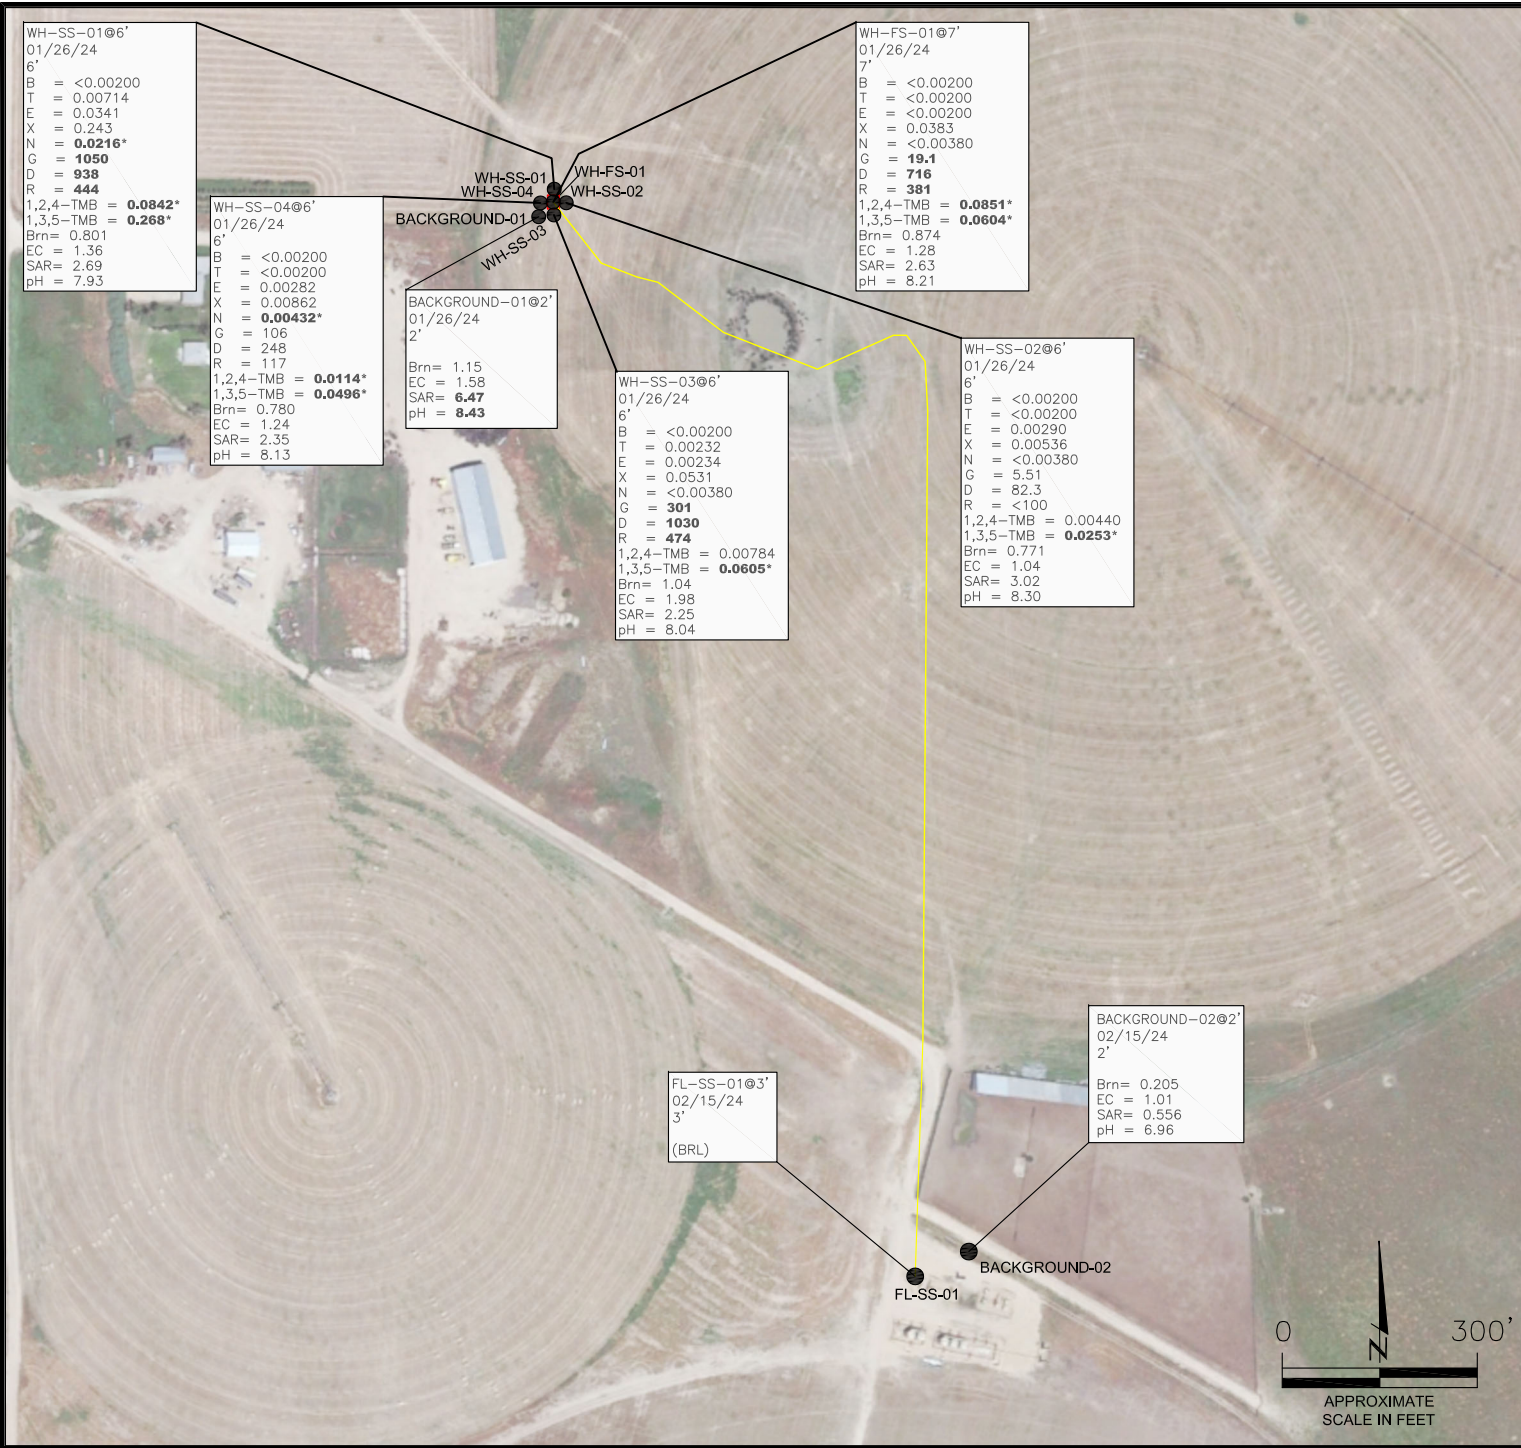 WH-SS-01@6'
01/26/24
6'
B = <0.00200
T = 0.00714
E = 0.0341
X = 0.243
N = 0.0216*
G = 1050
D = 938
R = 444
1,2,4-TMB = 0.0842*
1,3,5-TMB = 0.268*
Brn= 0.801
EC = 1.36
SAR= 2.69
pH = 7.93
WH-SS-04@6'
01/26/24
6'
B = <0.00200
T = <0.00200
E = 0.00282
X = 0.00862
N = 0.00432*
G = 106
D = 248
R = 117
1,2,4-TMB = 0.0114*
1,3,5-TMB = 0.0496*
Brn= 0.780
EC = 1.24
SAR= 2.35
pH = 8.13
BACKGROUND-01@2'
01/26/24
2'
Brn= 1.15
EC = 1.58
SAR= 6.47
pH = 8.43
WH-SS-01
WH-FS-01
WH-SS-04
WH-SS-02
BACKGROUND-01
WH-SS-03
WH-SS-03@6'
01/26/24
6'
B = <0.00200
T = 0.00232
E = 0.00234
X = 0.0531
N = <0.00380
G = 301
D = 1030
R = 474
1,2,4-TMB = 0.00784
1,3,5-TMB = 0.0605*
Brn= 1.04
EC = 1.98
SAR= 2.25
pH = 8.04
WH-FS-01@7'
01/26/24
7'
B = <0.00200
T = <0.00200
E = <0.00200
X = 0.0383
N = <0.00380
G = 19.1
D = 716
R = 381
1,2,4-TMB = 0.0851*
1,3,5-TMB = 0.0604*
Brn= 0.874
EC = 1.28
SAR= 2.63
pH = 8.21
WH-SS-02@6'
01/26/24
6'
B = <0.00200
T = <0.00200
E = 0.00290
X = 0.00536
N = <0.00380
G = 5.51
D = 82.3
R = <100
1,2,4-TMB = 0.00440
1,3,5-TMB = 0.0253*
Brn= 0.771
EC = 1.04
SAR= 3.02
pH = 8.30
BACKGROUND-02@2'
02/15/24
2'
Brn= 0.205
EC = 1.01
SAR= 0.556
pH = 6.96
FL-SS-01@3'
02/15/24
3'
(BRL)
BACKGROUND-02
FL-SS-01
0 300'
N
APPROXIMATE
SCALE IN FEET